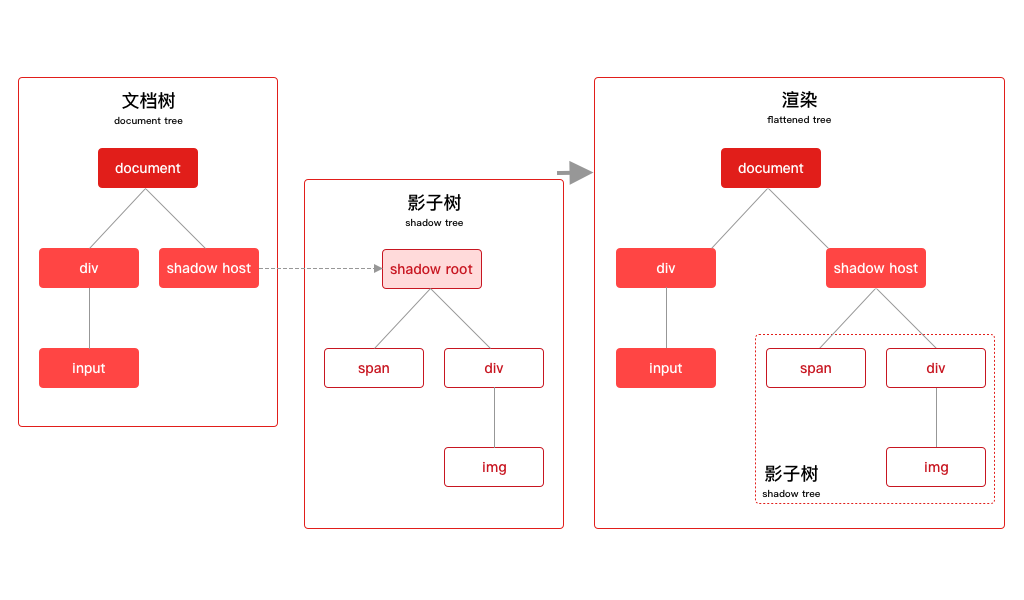 文档树
document tree
document
div
shadow host
input
影子树
shadow tree
shadow root
span
div
img
渲染
flattened tree
document
div
shadow host
input
span
div
img
影子树
shadow tree